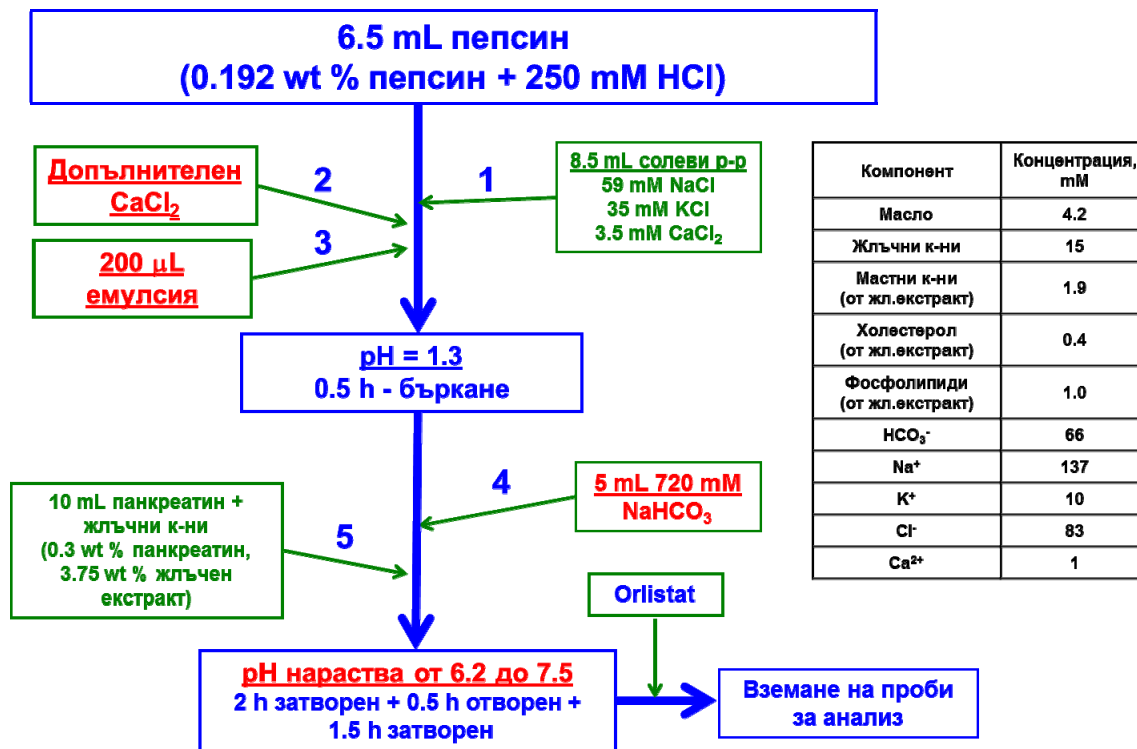 6.5 mL пепсин
(0.192 wt % пепсин + 250 mM HCl)
Допълнителен
CaCl₂
2
1
8.5 mL солеви р-р
59 mM NaCl
35 mM KCl
3.5 mM CaCl₂
200 μL
емулсия
3
pH = 1.3
0.5 h - бъркане
10 mL панкреатин +
жлъчни к-ни
(0.3 wt % панкреатин,
3.75 wt % жлъчен
екстракт)
5
4
5 mL 720 mM
NaHCO₃
Orlistat
pH нараства от 6.2 до 7.5
2 h затворен + 0.5 h отворен +
1.5 h затворен
Вземане на проби
за анализ
Компонент
Концентрация,
mM
Масло 4.2
Жлъчни к-ни 15
Мастни к-ни
(от жл.екстракт) 1.9
Холестерол
(от жл.екстракт) 0.4
Фосфолипиди
(от жл.екстракт) 1.0
HCO₃⁻ 66
Na⁺ 137
K⁺ 10
Cl⁻ 83
Ca²⁺ 1